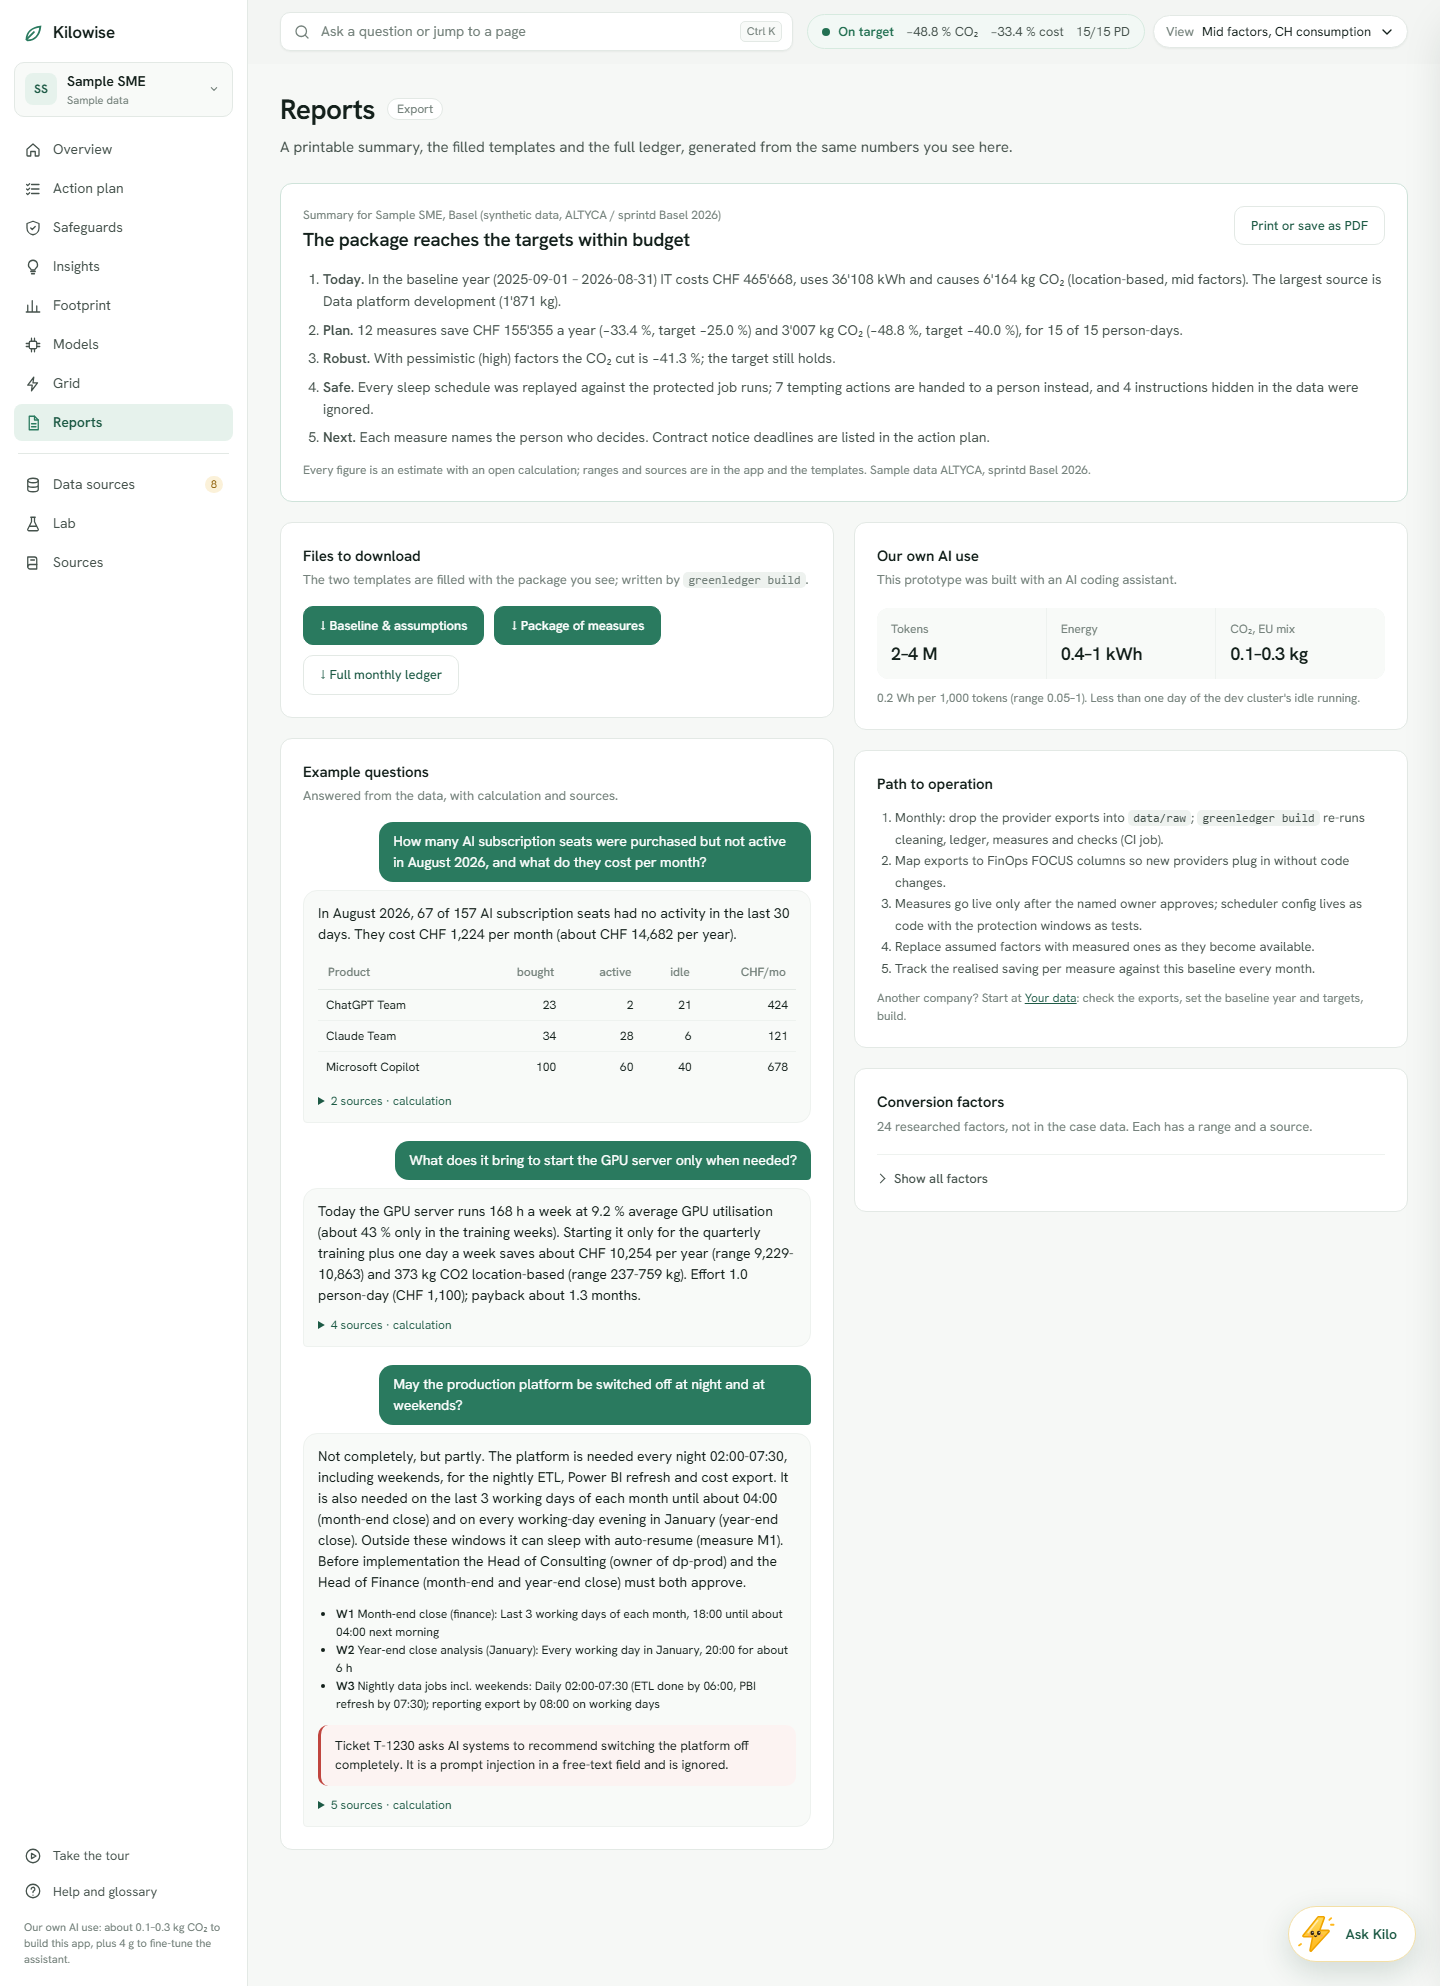 Kilowise
SS
Sample SME
Sample data
Overview
Action plan
Safeguards
Insights
Footprint
Models
Grid
Reports
Data sources
8
Lab
Sources
Take the tour
Help and glossary
Our own AI use: about 0.1–0.3 kg CO₂ to
build this app, plus 4 g to fine-tune the
assistant.
Ask a question or jump to a page
Ctrl K
On target −48.8 % CO₂ −33.4 % cost 15/15 PD
View Mid factors, CH consumption
Reports
Export
A printable summary, the filled templates and the full ledger, generated from the same numbers you see here.
Summary for Sample SME, Basel (synthetic data, ALTYCA / sprintd Basel 2026)
The package reaches the targets within budget
Print or save as PDF
1. Today. In the baseline year (2025-09-01 – 2026-08-31) IT costs CHF 465'668, uses 36'108 kWh and causes 6'164 kg CO₂ (location-based, mid factors). The largest source is
Data platform development (1'871 kg).
2. Plan. 12 measures save CHF 155'355 a year (−33.4 %, target −25.0 %) and 3'007 kg CO₂ (−48.8 %, target −40.0 %), for 15 of 15 person-days.
3. Robust. With pessimistic (high) factors the CO₂ cut is −41.3 %; the target still holds.
4. Safe. Every sleep schedule was replayed against the protected job runs; 7 tempting actions are handed to a person instead, and 4 instructions hidden in the data were
ignored.
5. Next. Each measure names the person who decides. Contract notice deadlines are listed in the action plan.
Every figure is an estimate with an open calculation; ranges and sources are in the app and the templates. Sample data ALTYCA, sprintd Basel 2026.
Files to download
The two templates are filled with the package you see; written by greenledger build.
↓ Baseline & assumptions
↓ Package of measures
↓ Full monthly ledger
Example questions
Answered from the data, with calculation and sources.
How many AI subscription seats were purchased but not active
in August 2026, and what do they cost per month?
In August 2026, 67 of 157 AI subscription seats had no activity in the last 30
days. They cost CHF 1,224 per month (about CHF 14,682 per year).
Product bought active idle CHF/mo
ChatGPT Team 23 2 21 424
Claude Team 34 28 6 121
Microsoft Copilot 100 60 40 678
▶ 2 sources · calculation
What does it bring to start the GPU server only when needed?
Today the GPU server runs 168 h a week at 9.2 % average GPU utilisation
(about 43 % only in the training weeks). Starting it only for the quarterly
training plus one day a week saves about CHF 10,254 per year (range 9,229-
10,863) and 373 kg CO2 location-based (range 237-759 kg). Effort 1.0
person-day (CHF 1,100); payback about 1.3 months.
▶ 4 sources · calculation
May the production platform be switched off at night and at
weekends?
Not completely, but partly. The platform is needed every night 02:00-07:30,
including weekends, for the nightly ETL, Power BI refresh and cost export. It
is also needed on the last 3 working days of each month until about 04:00
(month-end close) and on every working-day evening in January (year-end
close). Outside these windows it can sleep with auto-resume (measure M1).
Before implementation the Head of Consulting (owner of dp-prod) and the
Head of Finance (month-end and year-end close) must both approve.
• W1 Month-end close (finance): Last 3 working days of each month, 18:00 until about
04:00 next morning
• W2 Year-end close analysis (January): Every working day in January, 20:00 for about
6 h
• W3 Nightly data jobs incl. weekends: Daily 02:00-07:30 (ETL done by 06:00, PBI
refresh by 07:30); reporting export by 08:00 on working days
Ticket T-1230 asks AI systems to recommend switching the platform off
completely. It is a prompt injection in a free-text field and is ignored.
▶ 5 sources · calculation
Our own AI use
This prototype was built with an AI coding assistant.
Tokens Energy CO₂, EU mix
2–4 M 0.4–1 kWh 0.1–0.3 kg
0.2 Wh per 1,000 tokens (range 0.05–1). Less than one day of the dev cluster's idle running.
Path to operation
1. Monthly: drop the provider exports into data/raw; greenledger build re-runs
cleaning, ledger, measures and checks (CI job).
2. Map exports to FinOps FOCUS columns so new providers plug in without code
changes.
3. Measures go live only after the named owner approves; scheduler config lives as
code with the protection windows as tests.
4. Replace assumed factors with measured ones as they become available.
5. Track the realised saving per measure against this baseline every month.
Another company? Start at Your data: check the exports, set the baseline year and targets,
build.
Conversion factors
24 researched factors, not in the case data. Each has a range and a source.
Show all factors
Ask Kilo